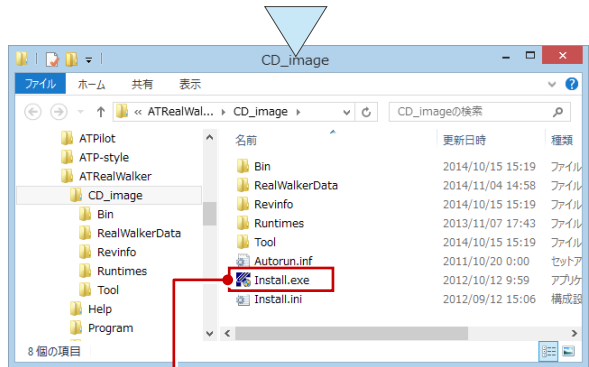 CD_image
ファイル ホーム 共有 表示
« ATRealWal... CD_image CD_imageの検索
名前 更新日時 種類
ATPilot
ATP-style
ATRealWalker
CD_image
Bin
RealWalkerData
Revinfo
Runtimes
Tool
Help
Program
Bin 2014/10/15 15:19 ファイル
RealWalkerData 2014/11/04 14:58 ファイル
Revinfo 2014/10/15 15:19 ファイル
Runtimes 2013/11/07 17:43 ファイル
Tool 2014/10/15 15:19 ファイル
Autorun.inf 2011/10/20 0:00 セットア
Install.exe 2012/10/12 9:59 アプリケ
Install.ini 2012/09/12 15:06 構成設
8 個の項目